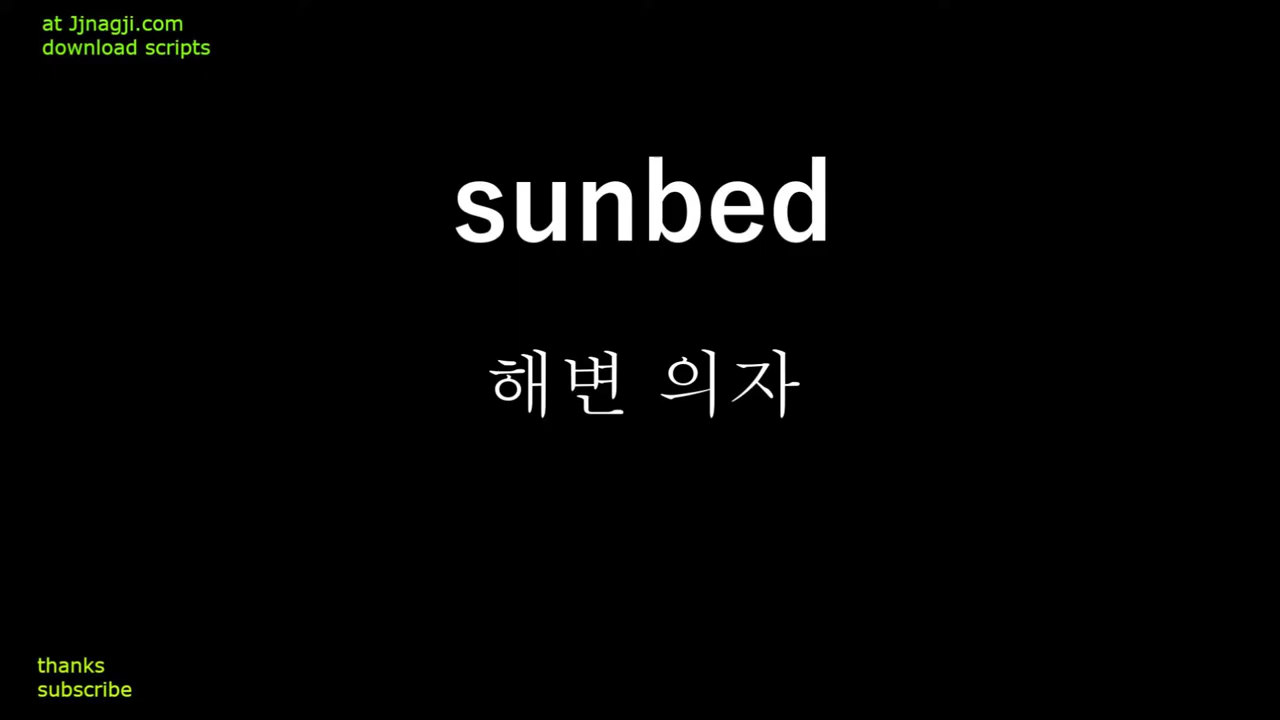 at Jjnagji.com
download scripts
sunbed
해변 의자
thanks
subscribe